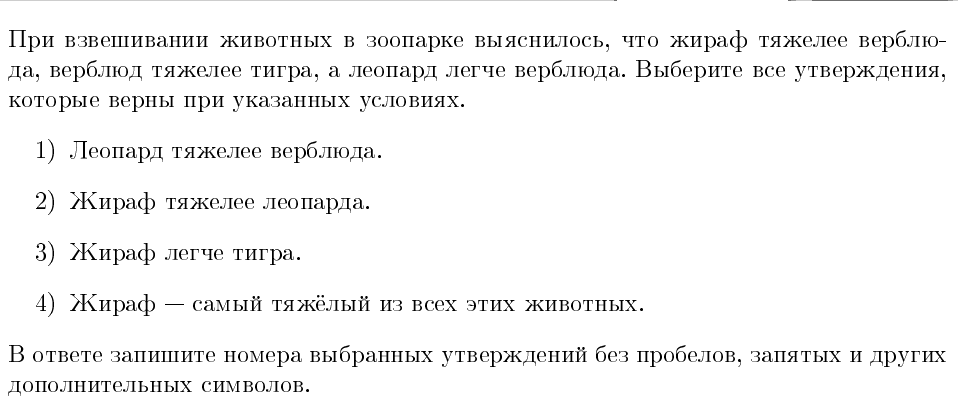 При взвешивании животных в зоопарке выяснилось, что жираф тяжелее верблю-
да, верблюд тяжелее тигра, а леопард легче верблюда. Выберите все утверждения,
которые верны при указанных условиях.
1) Леопард тяжелее верблюда.
2) Жираф тяжелее леопарда.
3) Жираф легче тигра.
4) Жираф — самый тяжёлый из всех этих животных.
В ответе запишите номера выбранных утверждений без пробелов, запятых и других
дополнительных символов.